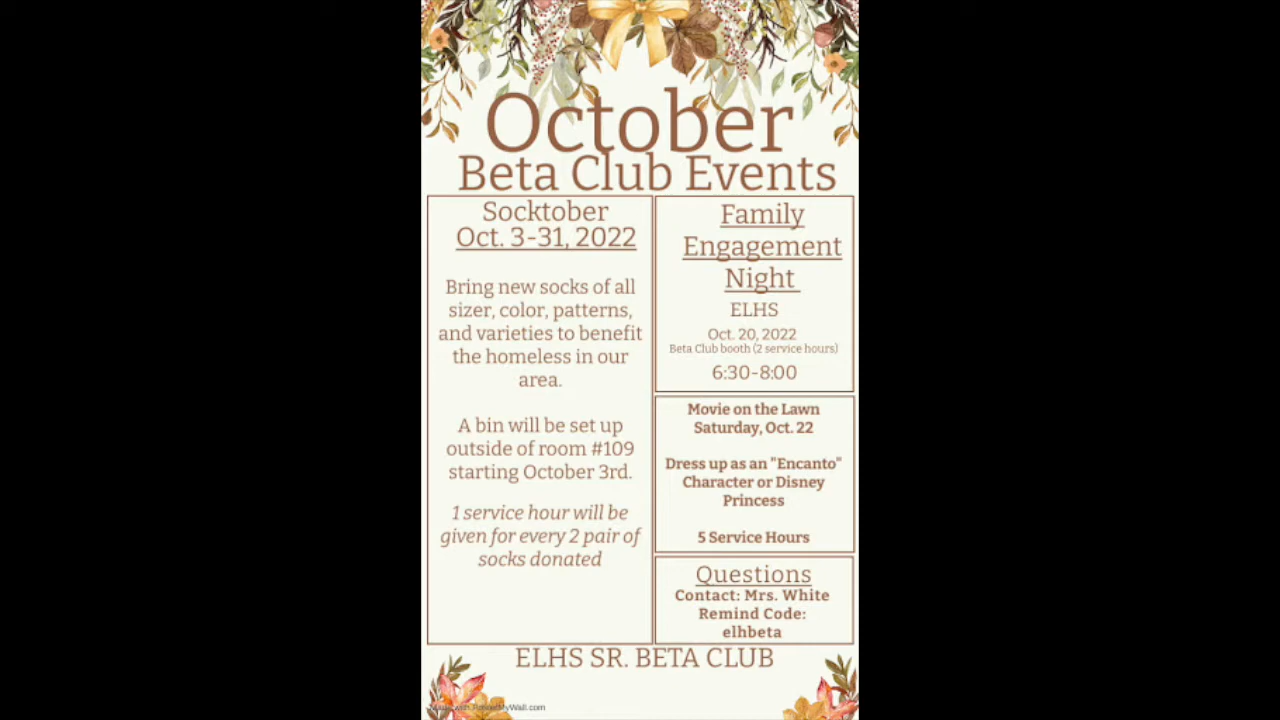 October
Beta Club Events
Socktober
Oct. 3-31, 2022
Bring new socks of all
sizer, color, patterns,
and varieties to benefit
the homeless in our
area.
A bin will be set up
outside of room #109
starting October 3rd.
1 service hour will be
given for every 2 pair of
socks donated
Family
Engagement
Night
ELHS
Oct. 20, 2022
Beta Club booth (2 service hours)
6:30-8:00
Movie on the Lawn
Saturday, Oct. 22
Dress up as an "Encanto"
Character or Disney
Princess
5 Service Hours
Questions
Contact: Mrs. White
Remind Code:
elhbeta
ELHS SR. BETA CLUB
Made with PosterMyWall.com